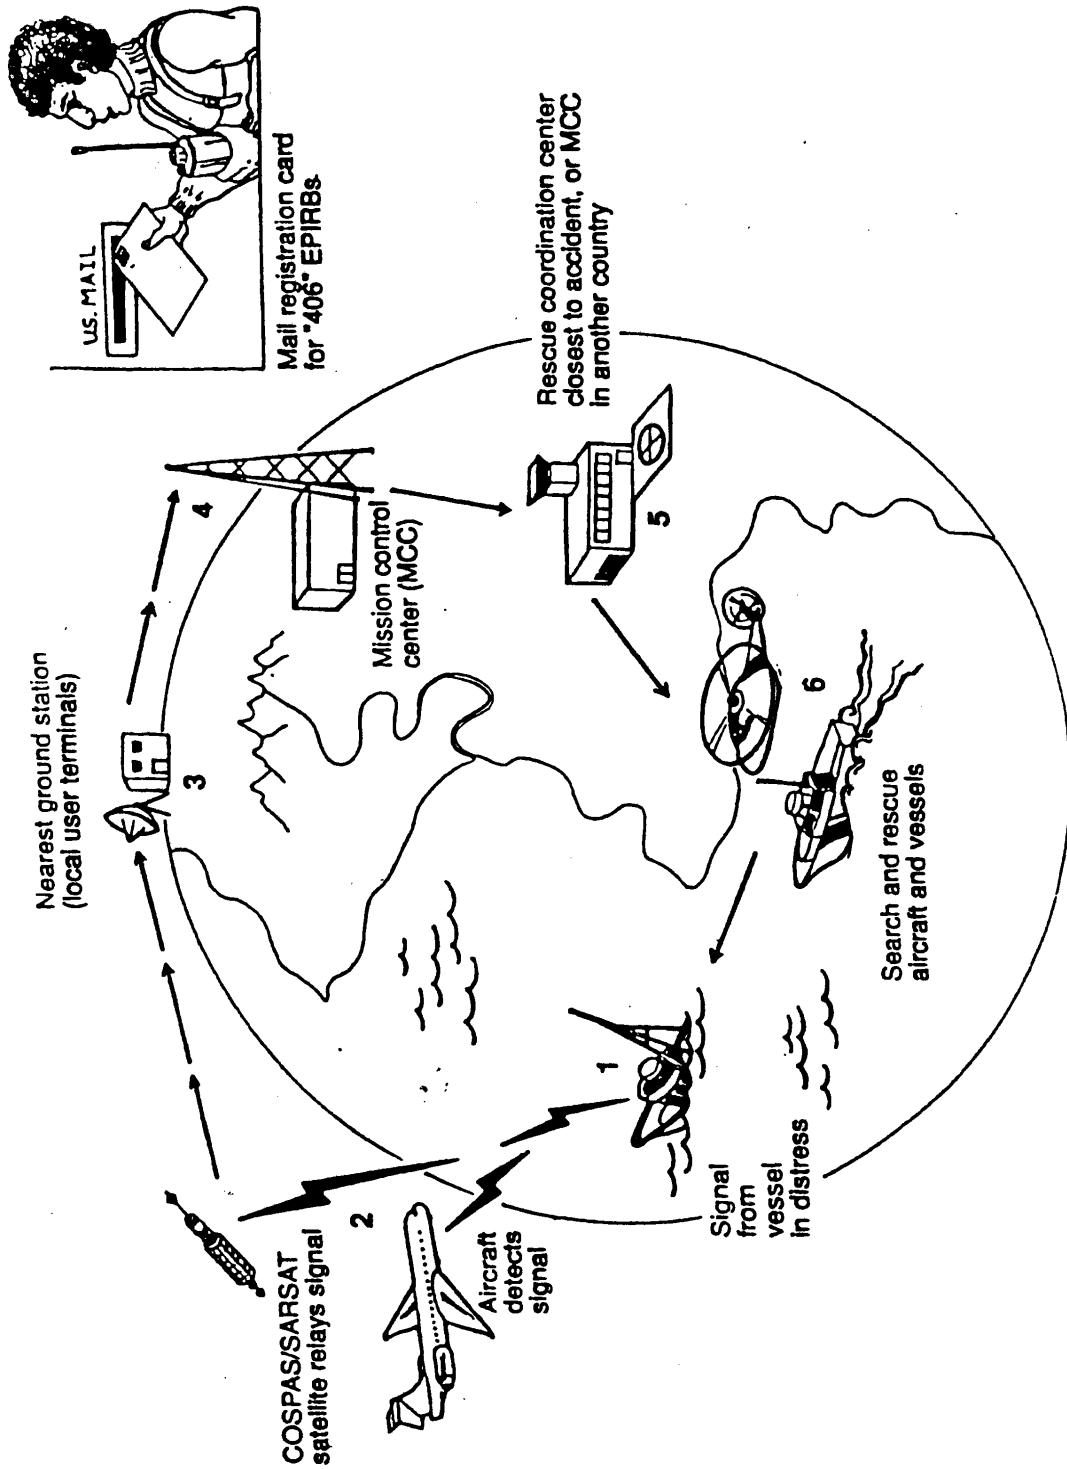 U.S. MAIL
Mail registration card
for "406" EPIRBs.
Nearest ground station
(local user terminals)
3
4
Mission control
center (MCC)
Rescue coordination center
closest to accident, or MCC
in another country
5
COSPAS/SARSAT
satellite relays signal
2
Aircraft
detects
signal
1
Signal
from
vessel
in distress
6
Search and rescue
aircraft and vessels